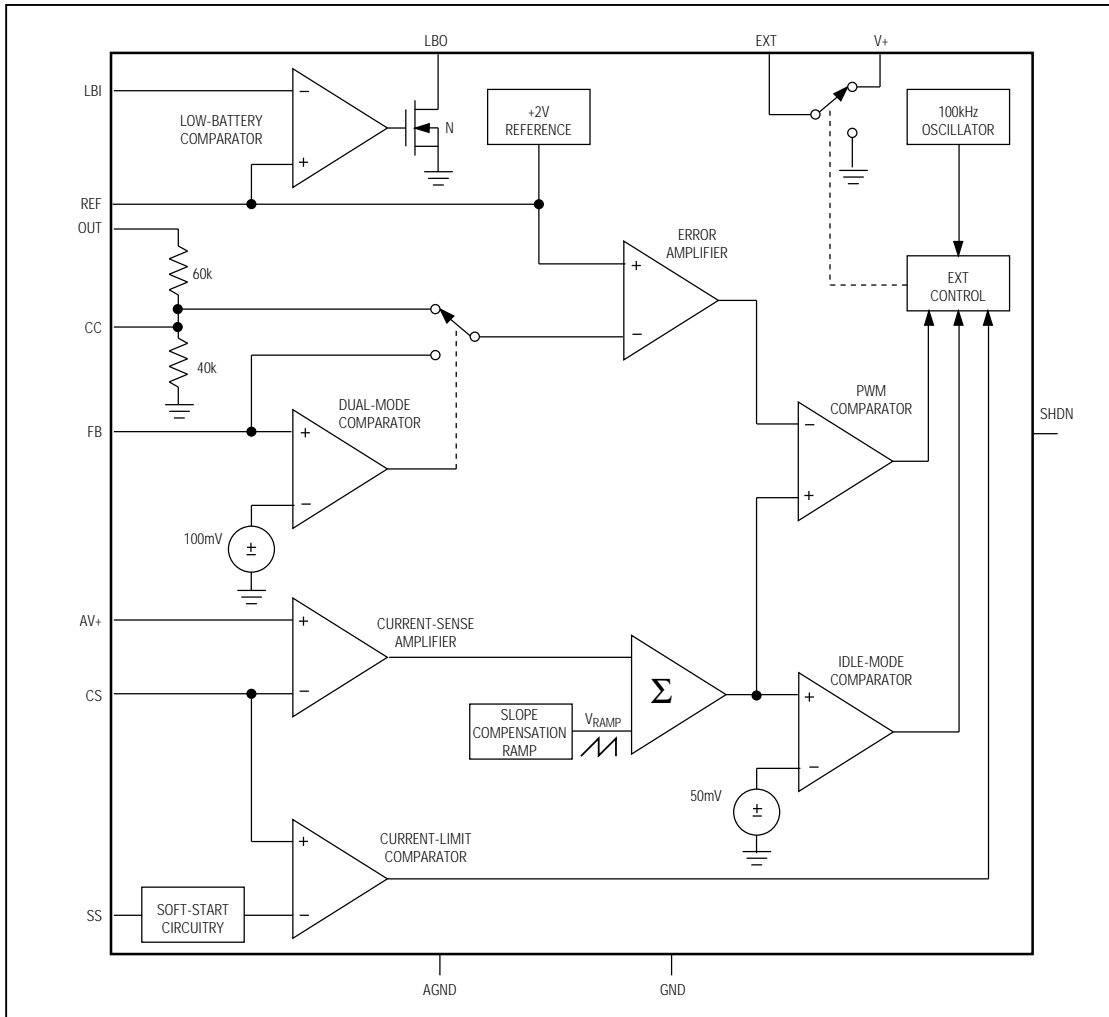 LBO
EXT
V+
LBI
−
LOW-BATTERY
COMPARATOR
N
+
+2V
REFERENCE
100kHz
OSCILLATOR
REF
OUT
60k
ERROR
AMPLIFIER
+
−
EXT
CONTROL
CC
40k
DUAL-MODE
COMPARATOR
FB
+
−
100mV
±
PWM
COMPARATOR
−
+
SHDN
AV+
+
CURRENT-SENSE
AMPLIFIER
CS
−
Σ
SLOPE
COMPENSATION
RAMP
VRAMP
IDLE-MODE
COMPARATOR
+
−
50mV
±
+
CURRENT-LIMIT
COMPARATOR
SS
SOFT-START
CIRCUITRY
−
AGND
GND